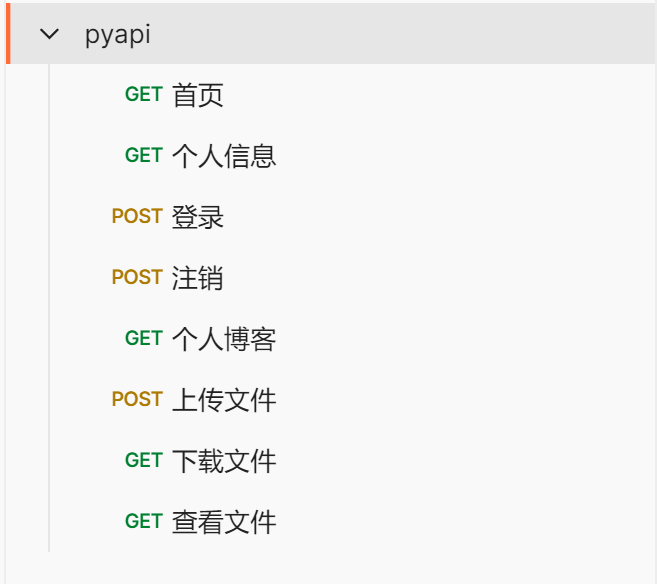 pyapi
GET 首页
GET 个人信息
POST 登录
POST 注销
GET 个人博客
POST 上传文件
GET 下载文件
GET 查看文件